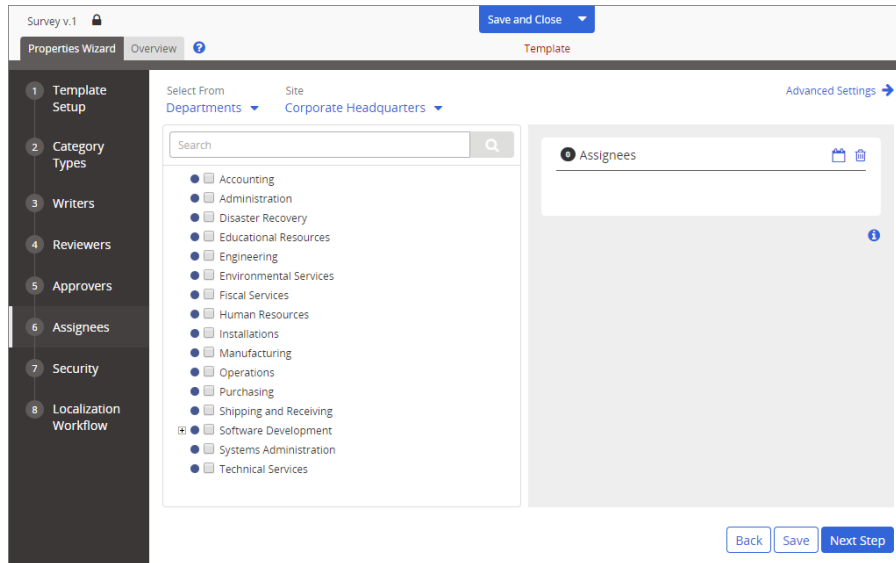 Survey v.1
Save and Close
Properties Wizard
Overview
?
Template
1 Template
Setup
2 Category
Types
3 Writers
4 Reviewers
5 Approvers
6 Assignees
7 Security
8 Localization
Workflow
Select From
Site
Advanced Settings
Departments
Corporate Headquarters
Search
Accounting
Administration
Disaster Recovery
Educational Resources
Engineering
Environmental Services
Fiscal Services
Human Resources
Installations
Manufacturing
Operations
Purchasing
Shipping and Receiving
Software Development
Systems Administration
Technical Services
0 Assignees
Back
Save
Next Step